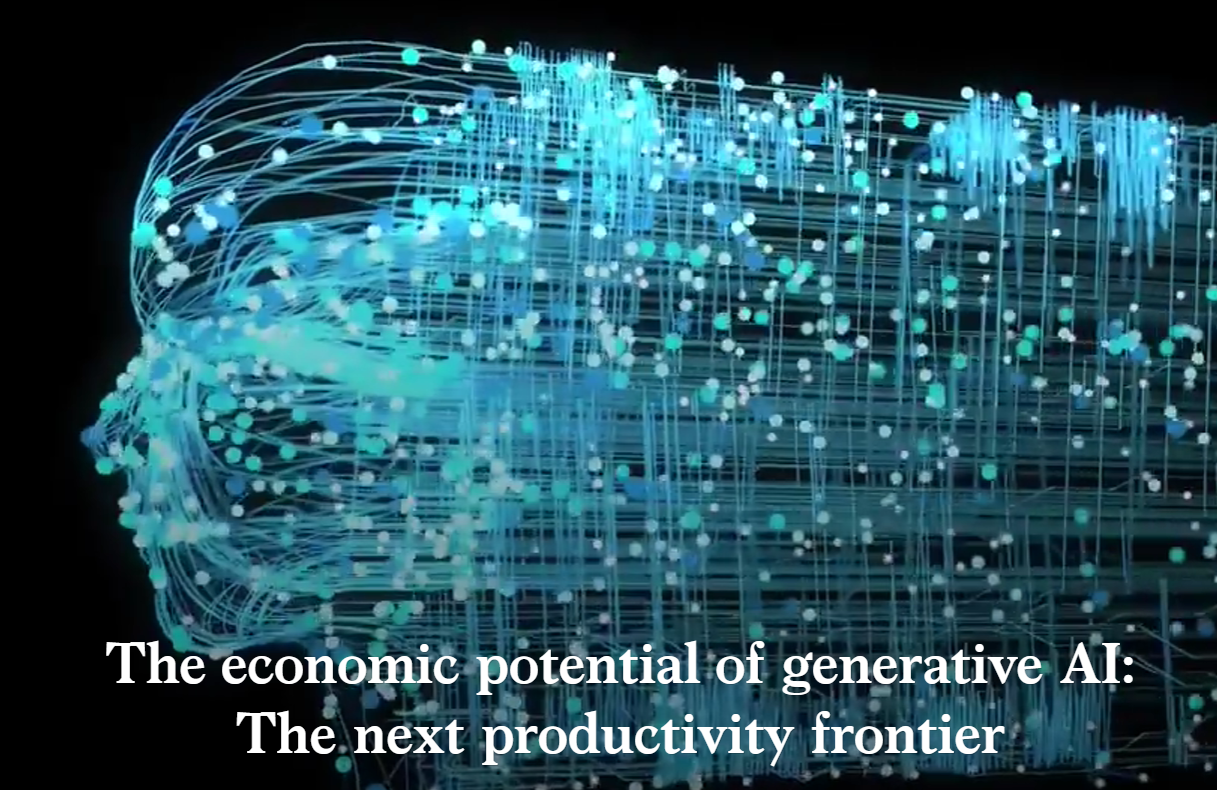 The economic potential of generative AI:
The next productivity frontier